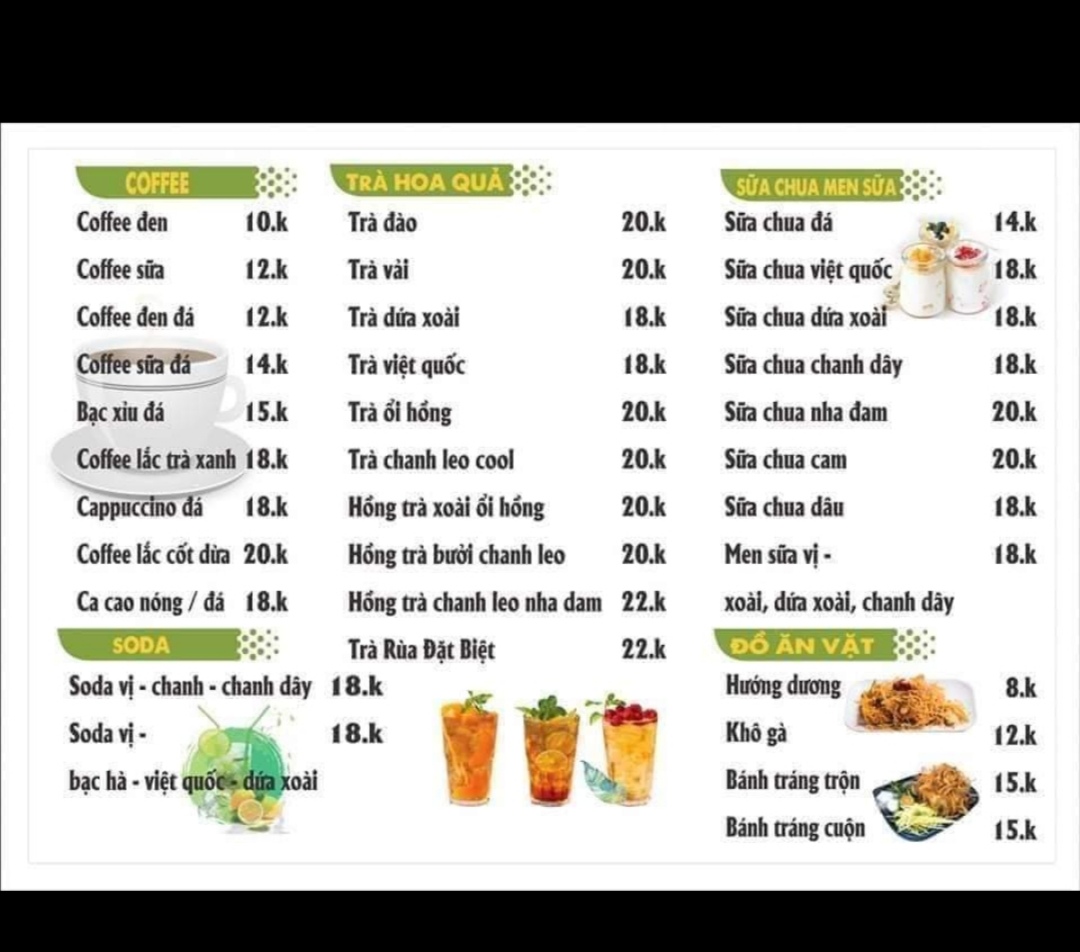 COFFEE
Coffee đen 10.k
Coffee sữa 12.k
Coffee đen đá 12.k
Coffee sữa đá 14.k
Bạc xỉu đá 15.k
Coffee lắc trà xanh 18.k
Cappuccino đá 18.k
Coffee lắc cốt dừa 20.k
Ca cao nóng / đá 18.k
SODA
Soda vị - chanh - chanh dây 18.k
Soda vị - 18.k
bạc hà - việt quốc - dứa xoài
TRÀ HOA QUẢ
Trà đào 20.k
Trà vải 20.k
Trà dứa xoài 18.k
Trà việt quốc 18.k
Trà ổi hồng 20.k
Trà chanh leo cool 20.k
Hồng trà xoài ổi hồng 20.k
Hồng trà bưởi chanh leo 20.k
Hồng trà chanh leo nha dam 22.k
Trà Rùa Đặt Biệt 22.k
SỮA CHUA MEN SỮA
Sữa chua đá 14.k
Sữa chua việt quốc 18.k
Sữa chua dứa xoài 18.k
Sữa chua chanh dây 18.k
Sữa chua nha đam 20.k
Sữa chua cam 20.k
Sữa chua dâu 18.k
Men sữa vị - 18.k
xoài, dứa xoài, chanh dây
ĐỒ ĂN VẶT
Hướng dương 8.k
Khô gà 12.k
Bánh tráng trộn 15.k
Bánh tráng cuộn 15.k